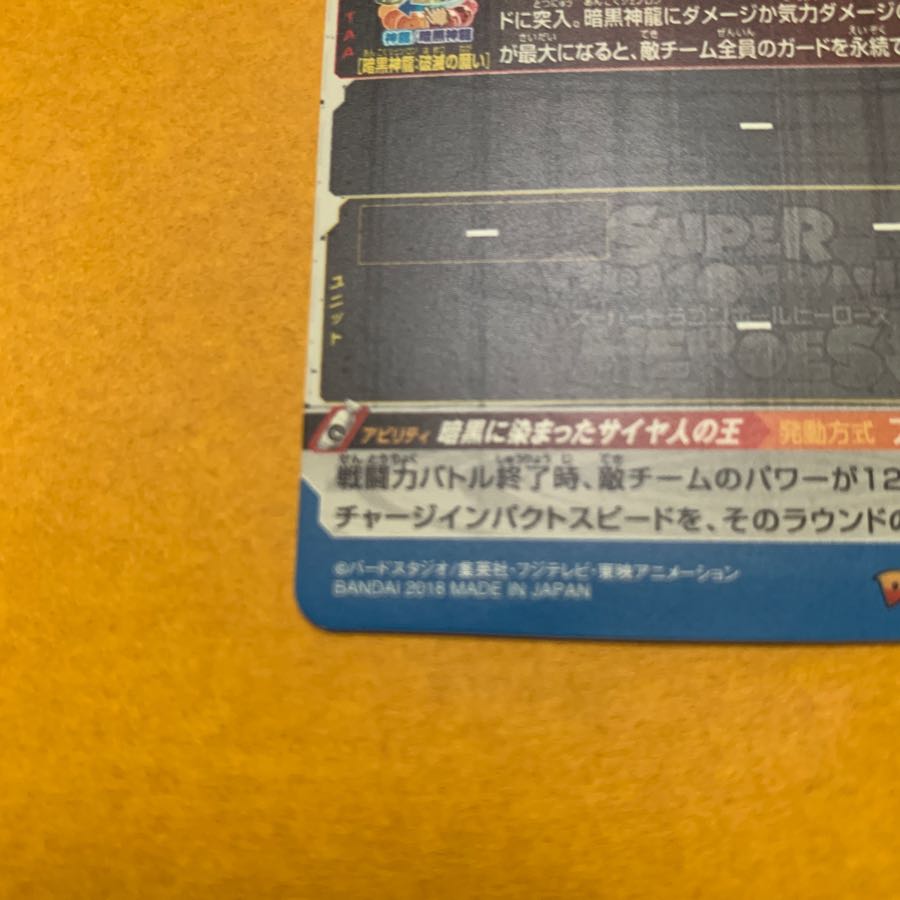 ドに突入。暗黒神龍にダメージか気力ダメージの
神龍 暗黒神龍
[暗黒神龍:破滅の願い]
が最大になると、敵チーム全員のガードを永続で
TAA
ユニット
SUPER
DRAGONBALL
スーパードラゴンボールヒーローズ
HEROES
アビリティ 暗黒に染まったサイヤ人の王 発動方式
戦闘力バトル終了時、敵チームのパワーが12
チャージインパクトスピードを、そのラウンドの
©バードスタジオ/集英社・フジテレビ・東映アニメーション
BANDAI 2018 MADE IN JAPAN